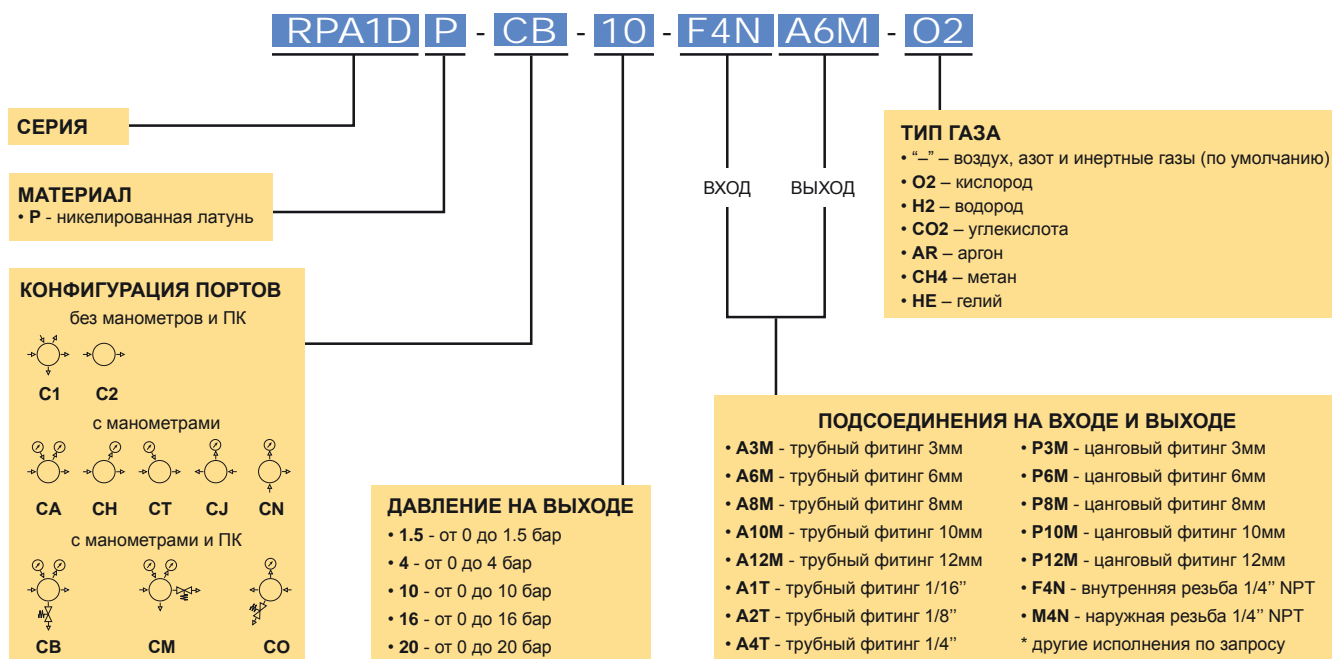 RPA1D P - CB - 10 - F4N A6M - O2
СЕРИЯ
МАТЕРИАЛ
• P - никелированная латунь
КОНФИГУРАЦИЯ ПОРТОВ
без манометров и ПК
C1 C2
с манометрами
CA CH CT CJ CN
с манометрами и ПК
CB CM CO
ДАВЛЕНИЕ НА ВЫХОДЕ
• 1.5 - от 0 до 1.5 бар
• 4 - от 0 до 4 бар
• 10 - от 0 до 10 бар
• 16 - от 0 до 16 бар
• 20 - от 0 до 20 бар
ВХОД ВЫХОД
ТИП ГАЗА
• “–” – воздух, азот и инертные газы (по умолчанию)
• O2 – кислород
• H2 – водород
• CO2 – углекислота
• AR – аргон
• CH4 – метан
• HE – гелий
ПОДСОЕДИНЕНИЯ НА ВХОДЕ И ВЫХОДЕ
• A3M - трубный фитинг 3мм
• A6M - трубный фитинг 6мм
• A8M - трубный фитинг 8мм
• A10M - трубный фитинг 10мм
• A12M - трубный фитинг 12мм
• A1T - трубный фитинг 1/16’’
• A2T - трубный фитинг 1/8’’
• A4T - трубный фитинг 1/4’’
• P3M - цанговый фитинг 3мм
• P6M - цанговый фитинг 6мм
• P8M - цанговый фитинг 8мм
• P10M - цанговый фитинг 10мм
• P12M - цанговый фитинг 12мм
• F4N - внутренняя резьба 1/4’’ NPT
• M4N - наружная резьба 1/4’’ NPT
* другие исполнения по запросу